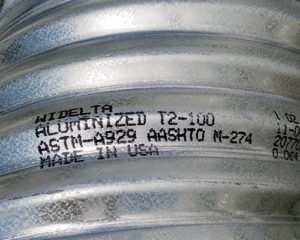 WIDELTA
ALUMINIZED T2-100
ASTM-A929 AASHTO M-274
MADE IN USA